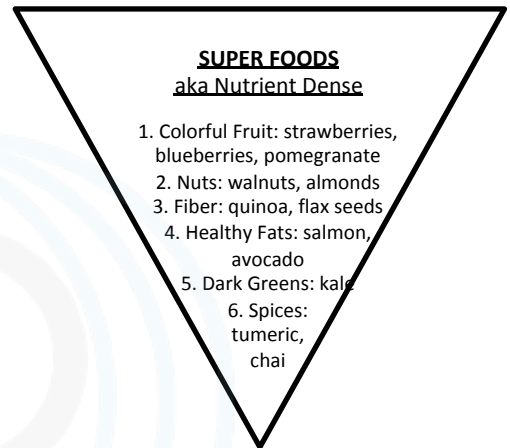 SUPER FOODS
aka Nutrient Dense
1. Colorful Fruit: strawberries,
blueberries, pomegranate
2. Nuts: walnuts, almonds
3. Fiber: quinoa, flax seeds
4. Healthy Fats: salmon,
avocado
5. Dark Greens: kale
6. Spices:
tumeric,
chai